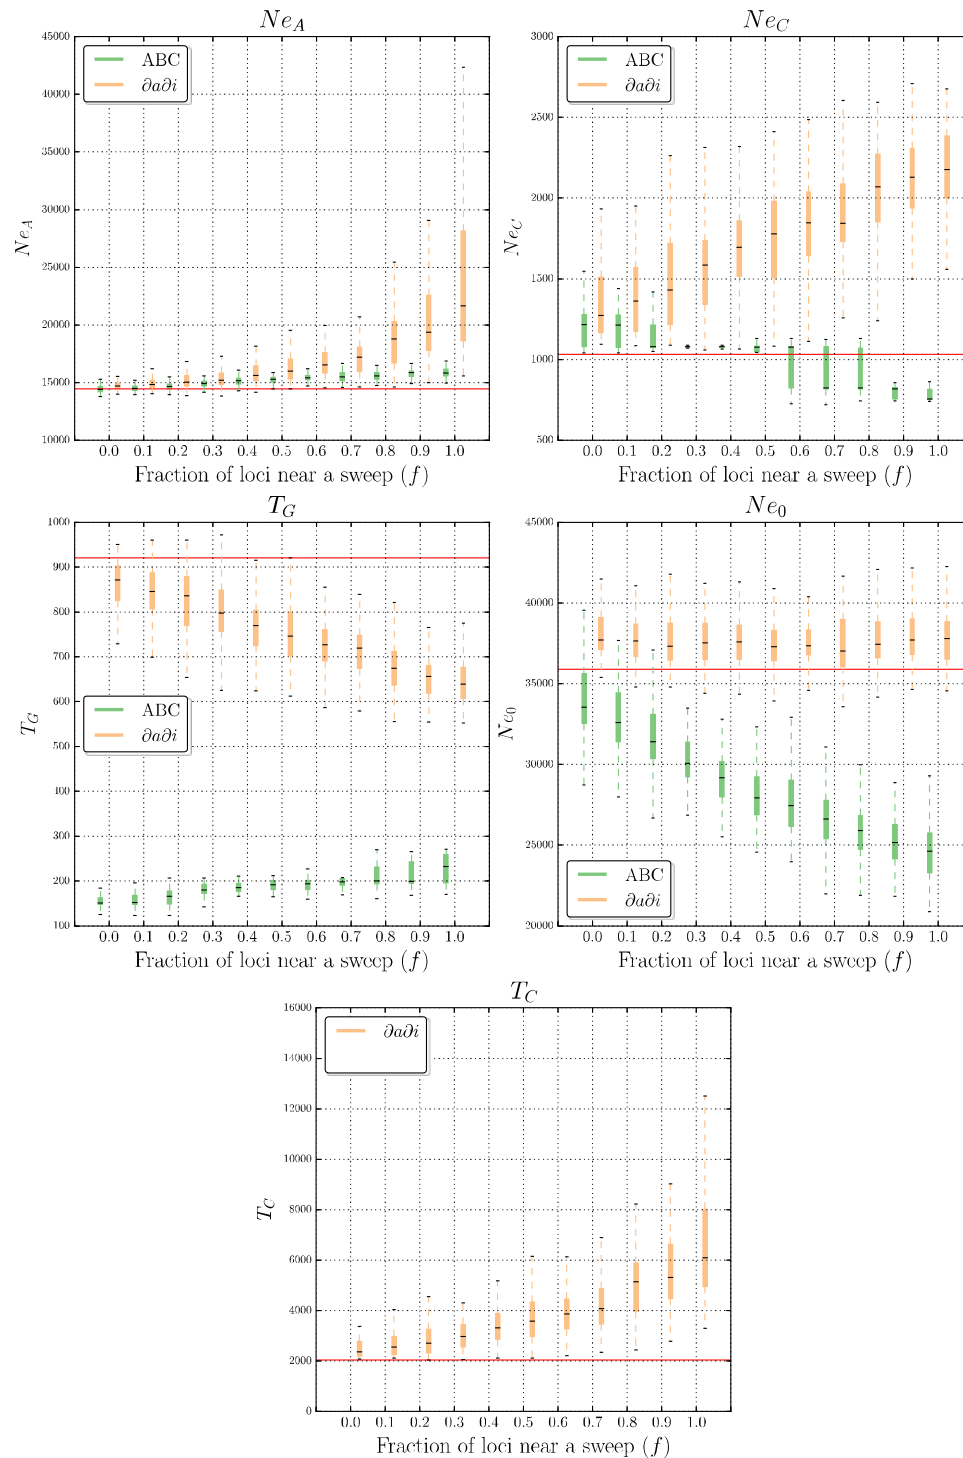 Ne_A
45000
40000
35000
30000
25000
20000
15000
10000
Ne_A
ABC
∂a∂i
0.0 0.1 0.2 0.3 0.4 0.5 0.6 0.7 0.8 0.9 1.0
Fraction of loci near a sweep (f)
Ne_C
3000
2500
2000
1500
1000
500
Ne_C
ABC
∂a∂i
0.0 0.1 0.2 0.3 0.4 0.5 0.6 0.7 0.8 0.9 1.0
Fraction of loci near a sweep (f)
T_G
1000
900
800
700
600
500
400
300
200
100
T_G
ABC
∂a∂i
0.0 0.1 0.2 0.3 0.4 0.5 0.6 0.7 0.8 0.9 1.0
Fraction of loci near a sweep (f)
Ne_0
45000
40000
35000
30000
25000
20000
Ne_0
ABC
∂a∂i
0.0 0.1 0.2 0.3 0.4 0.5 0.6 0.7 0.8 0.9 1.0
Fraction of loci near a sweep (f)
T_C
16000
14000
12000
10000
8000
6000
4000
2000
0
T_C
∂a∂i
0.0 0.1 0.2 0.3 0.4 0.5 0.6 0.7 0.8 0.9 1.0
Fraction of loci near a sweep (f)